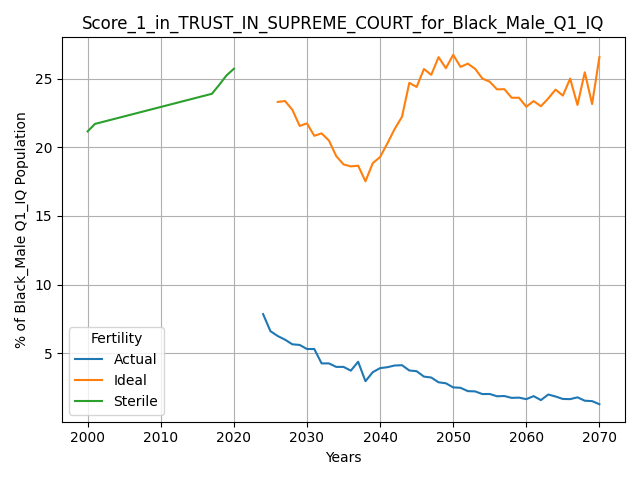 Score_1_in_TRUST_IN_SUPREME_COURT_for_Black_Male_Q1_IQ
% of Black_Male Q1_IQ Population
25
20
15
10
5
Fertility
Actual
Ideal
Sterile
2000 2010 2020 2030 2040 2050 2060 2070
Years